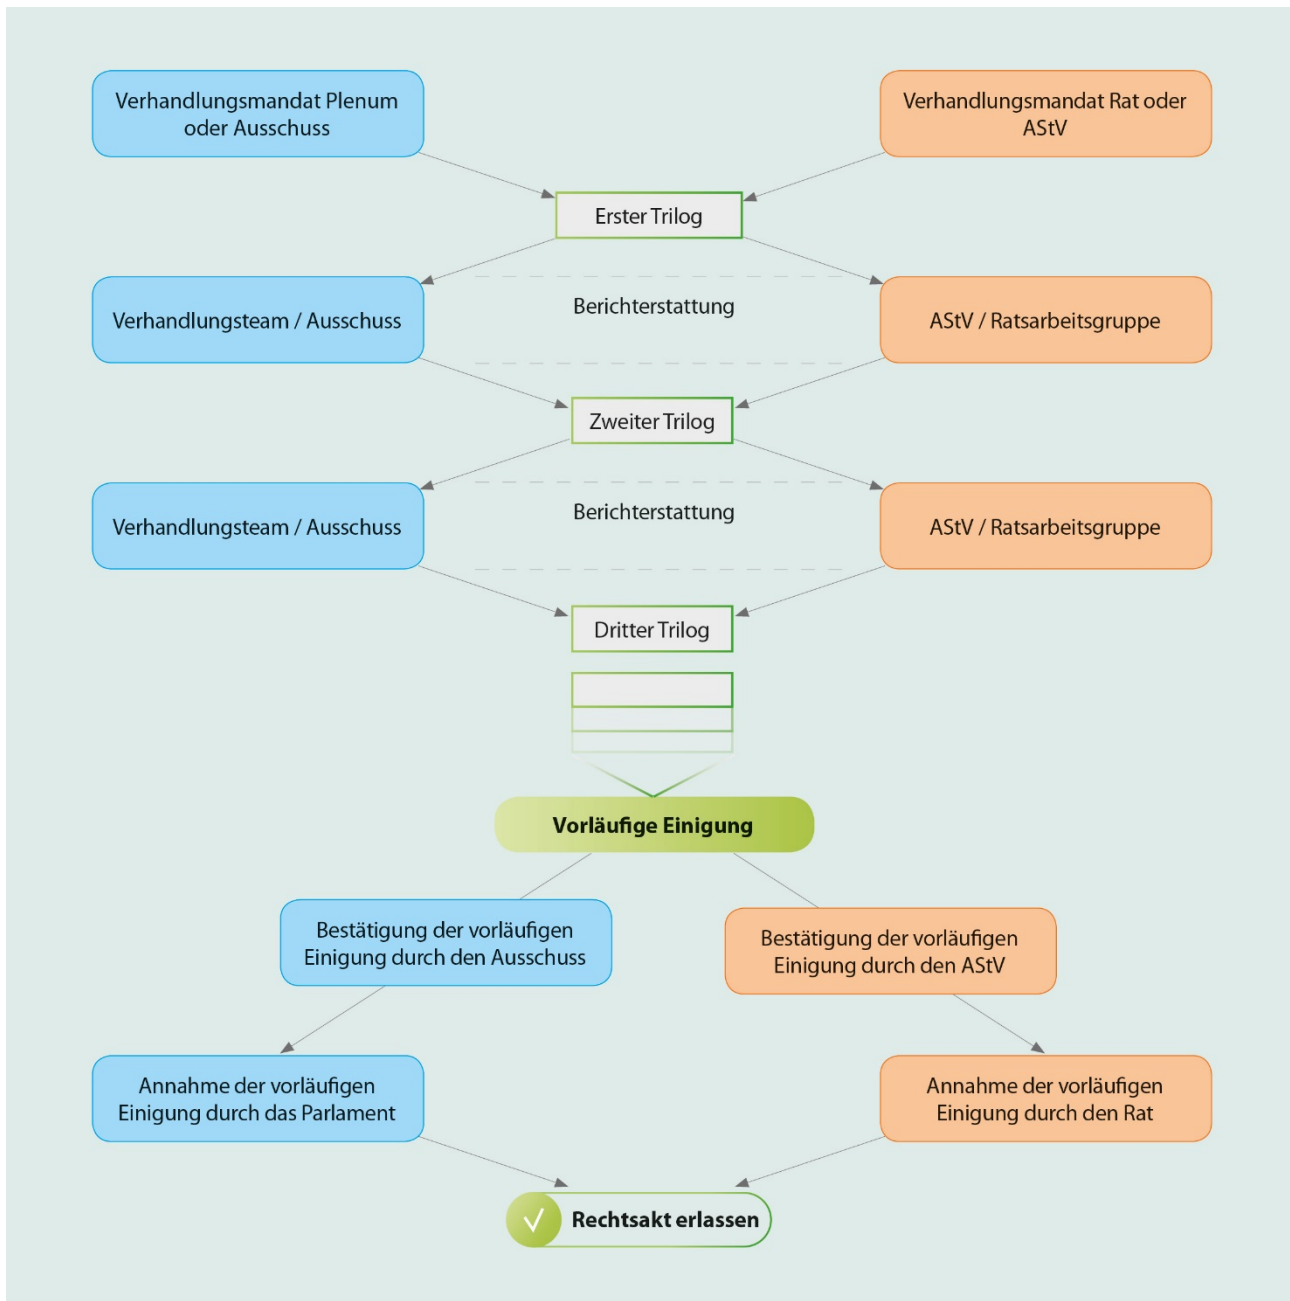 Verhandlungsmandat Plenum
oder Ausschuss
Verhandlungsmandat Rat oder
AStV
Erster Trilog
Verhandlungsteam / Ausschuss
Berichterstattung
AStV / Ratsarbeitsgruppe
Zweiter Trilog
Verhandlungsteam / Ausschuss
Berichterstattung
AStV / Ratsarbeitsgruppe
Dritter Trilog
Vorläufige Einigung
Bestätigung der vorläufigen
Einigung durch den Ausschuss
Bestätigung der vorläufigen
Einigung durch den AStV
Annahme der vorläufigen
Einigung durch das Parlament
Annahme der vorläufigen
Einigung durch den Rat
Rechtsakt erlassen